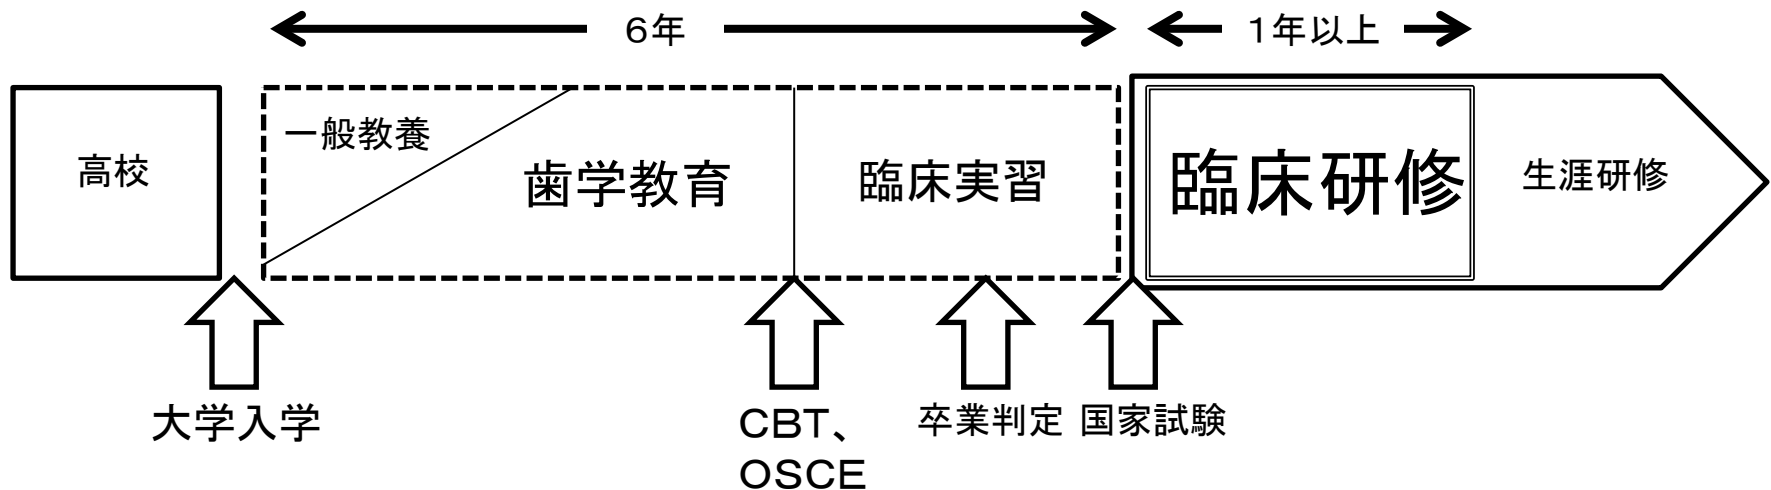 6年
1年以上
高校
一般教養
歯学教育
臨床実習
臨床研修
生涯研修
大学入学
CBT、
OSCE
卒業判定
国家試験